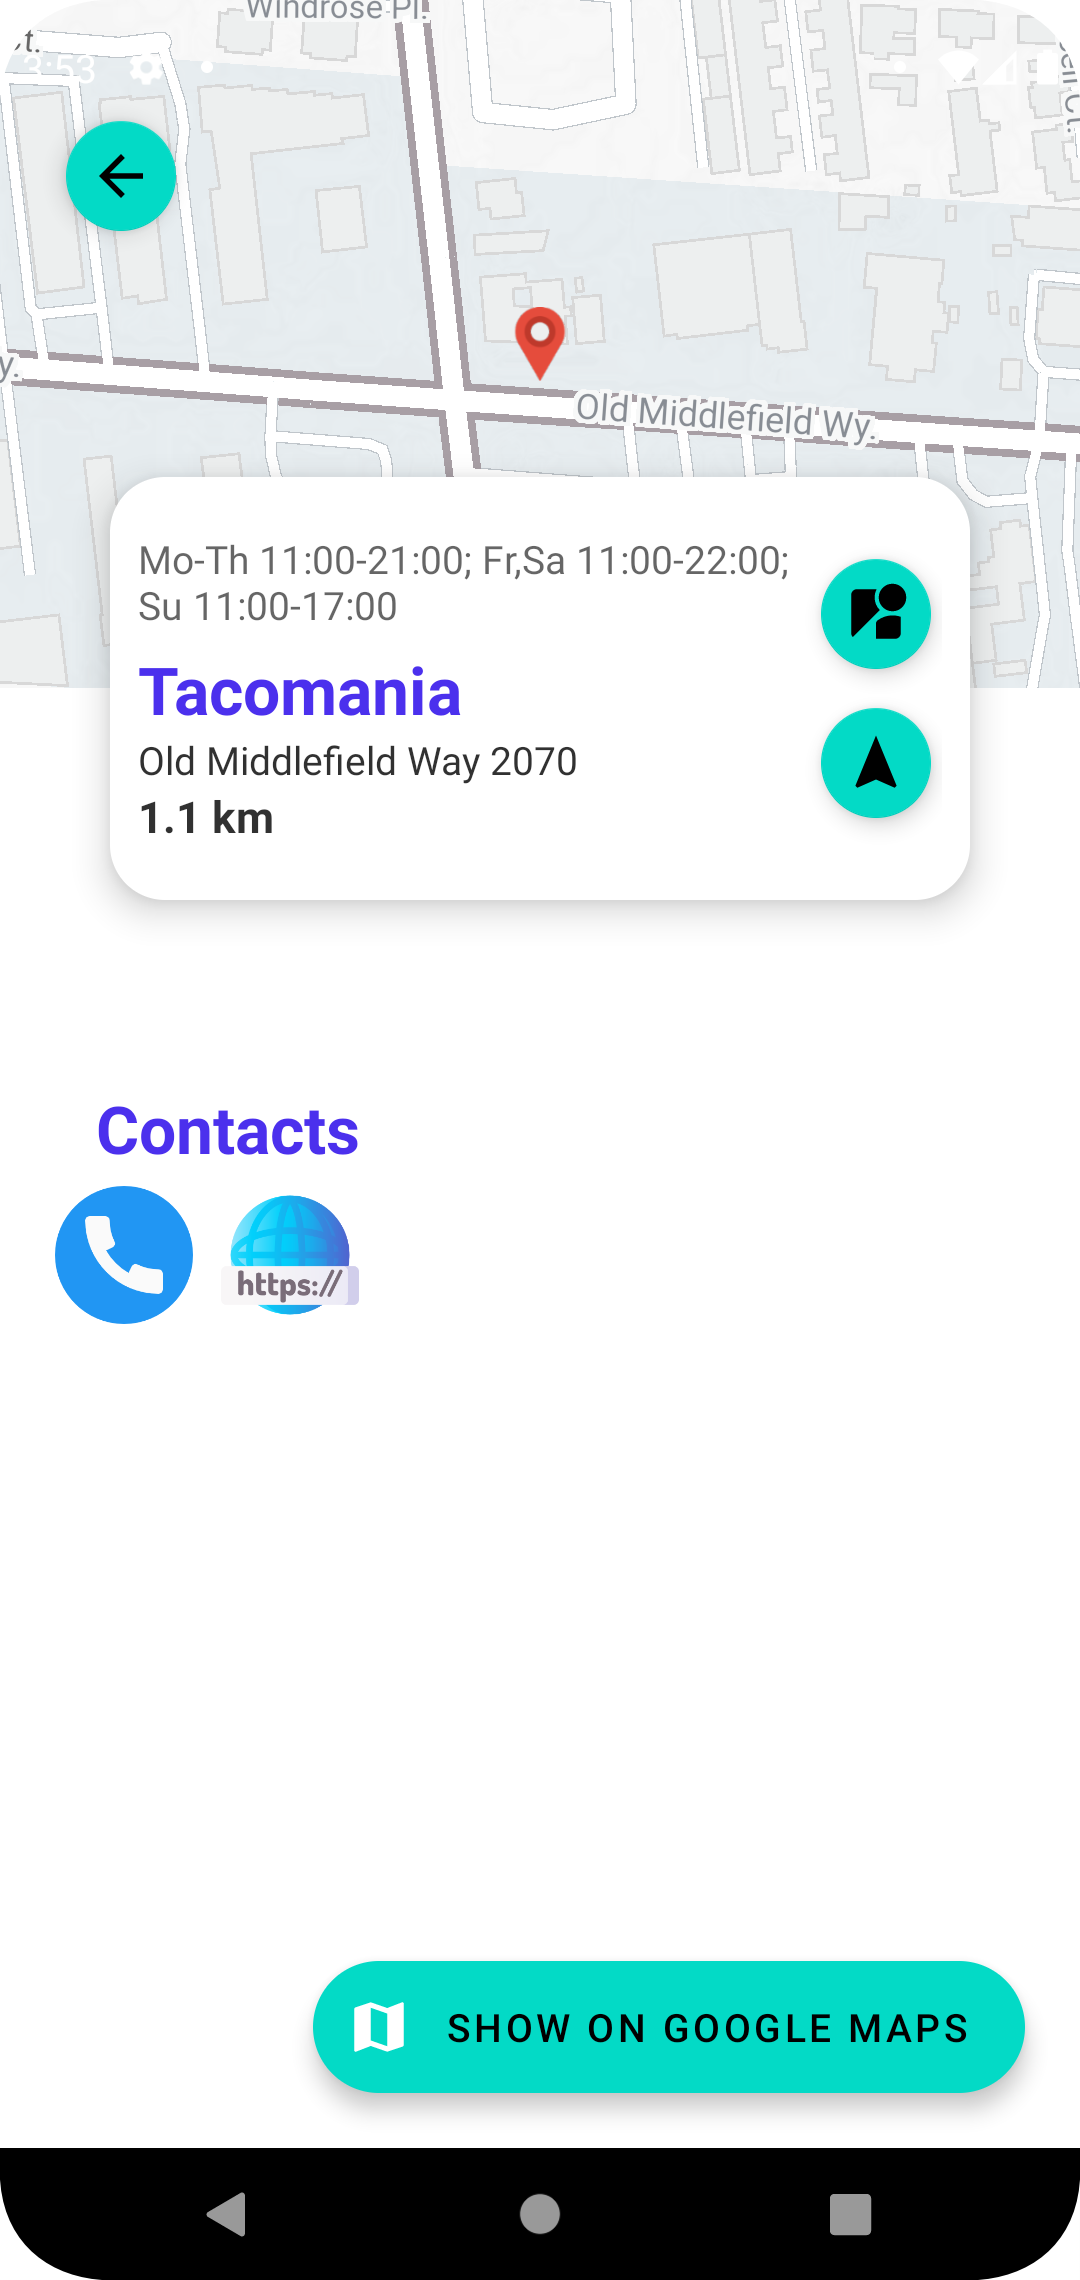 Windrose Pl.
3:53
Old Middlefield Wy.
Mo-Th 11:00-21:00; Fr,Sa 11:00-22:00;
Su 11:00-17:00
Tacomania
Old Middlefield Way 2070
1.1 km
Contacts
https://
SHOW ON GOOGLE MAPS